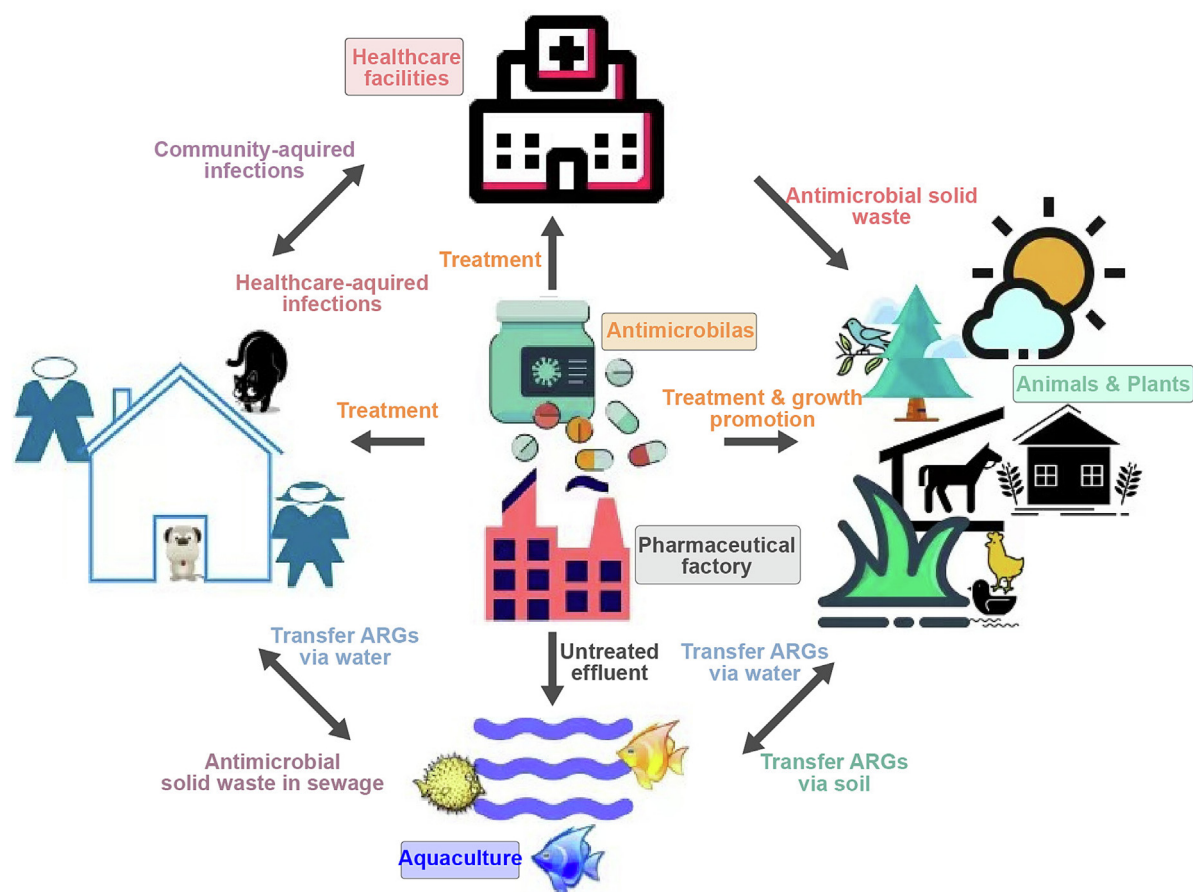 Healthcare
facilities
Community-aquired
infections
Antimicrobial solid
waste
Treatment
Healthcare-aquired
infections
Antimicrobilas
Animals & Plants
Treatment
Treatment & growth
promotion
Pharmaceutical
factory
Transfer ARGs
via water
Untreated
effluent
Transfer ARGs
via water
Antimicrobial
solid waste in sewage
Transfer ARGs
via soil
Aquaculture